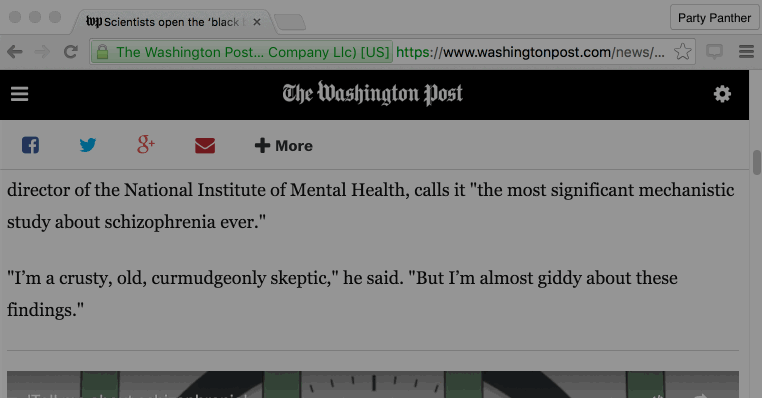 Scientists open the ‘black
Party Panther
The Washington Post... Company Llc) [US] https://www.washingtonpost.com/news/...
The Washington Post
More
director of the National Institute of Mental Health, calls it "the most significant mechanistic
study about schizophrenia ever."
"I’m a crusty, old, curmudgeonly skeptic," he said. "But I’m almost giddy about these
findings."